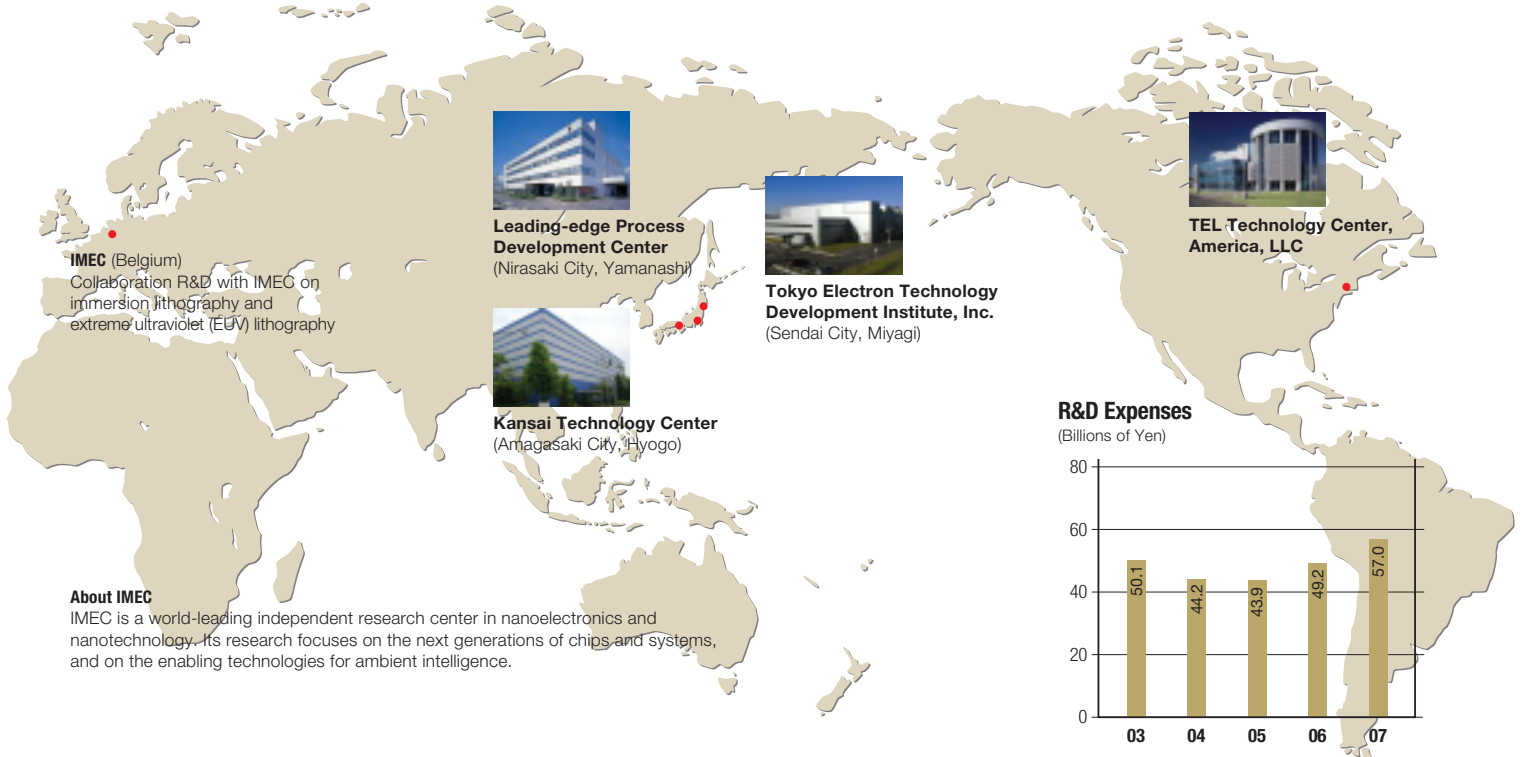 Leading-edge Process
Development Center
(Nirasaki City, Yamanashi)
TEL Technology Center,
America, LLC
IMEC (Belgium)
Collaboration R&D with IMEC on
immersion lithography and
extreme ultraviolet (EUV) lithography
Tokyo Electron Technology
Development Institute, Inc.
(Sendai City, Miyagi)
Kansai Technology Center
(Amagasaki City, Hyogo)
R&D Expenses
(Billions of Yen)
80
60
40
20
0
50.1
44.2
43.9
49.2
57.0
03 04 05 06 07
About IMEC
IMEC is a world-leading independent research center in nanoelectronics and
nanotechnology. Its research focuses on the next generations of chips and systems,
and on the enabling technologies for ambient intelligence.